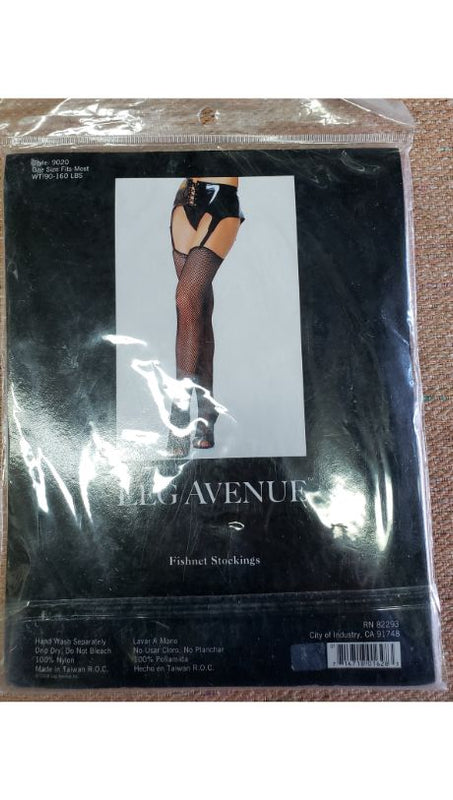 Style: 9020
One Size Fits Most
WT:90-160 LBS
LEG AVENUE™
Fishnet Stockings
RN 82293
City of Industry, CA 91748
Hand Wash Separately
Drip Dry, Do Not Bleach
100% Nylon
Made in Taiwan R.O.C.
Lavar A Mano
No Usar Cloro, No Planchar
100% Poliamida
Hecho en Taiwan R.O.C.